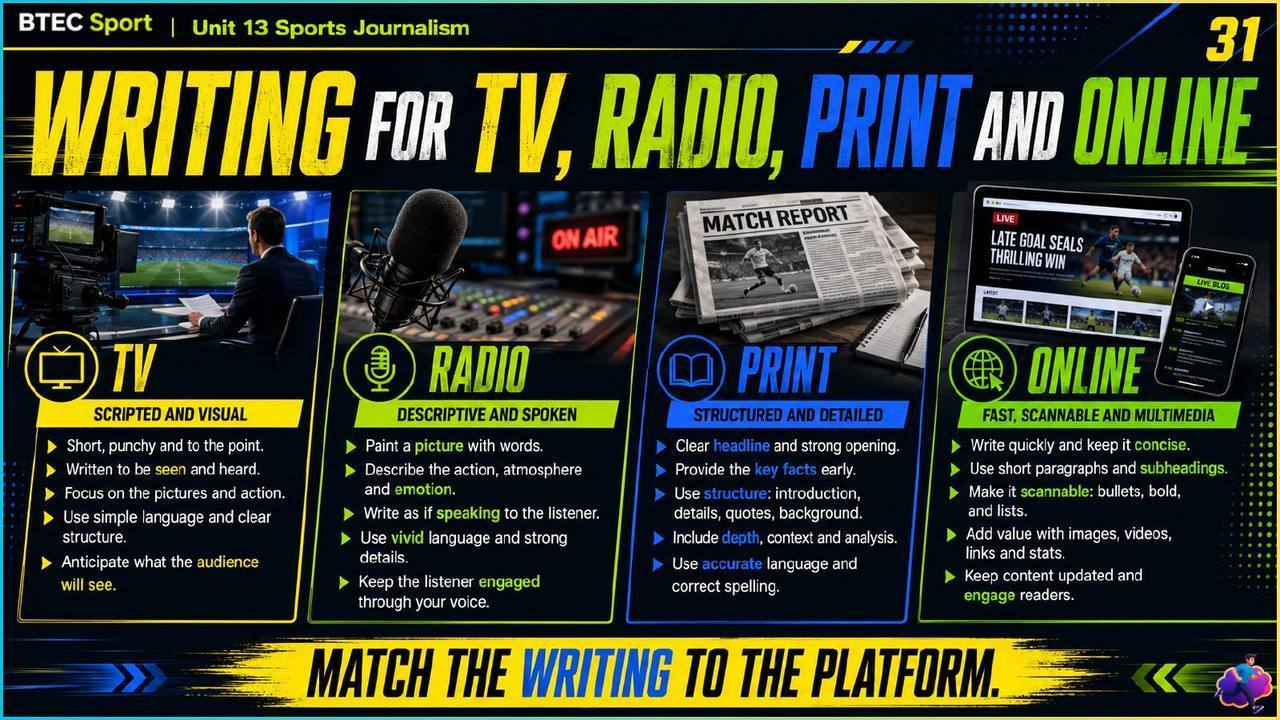 BTEC Sport | Unit 13 Sports Journalism
31
WRITING FOR TV, RADIO, PRINT AND ONLINE
TV
SCRIPTED AND VISUAL
Short, punchy and to the point.
Written to be seen and heard.
Focus on the pictures and action.
Use simple language and clear
structure.
Anticipate what the audience
will see.
ON AIR
RADIO
DESCRIPTIVE AND SPOKEN
Paint a picture with words.
Describe the action, atmosphere
and emotion.
Write as if speaking to the listener.
Use vivid language and strong
details.
Keep the listener engaged
through your voice.
MATCH REPORT
PRINT
STRUCTURED AND DETAILED
Clear headline and strong opening.
Provide the key facts early.
Use structure: introduction,
details, quotes, background.
Include depth, context and analysis.
Use accurate language and
correct spelling.
LIVE
LATE GOAL SEALS
THRILLING WIN
LATEST
LIVE BLOG
ONLINE
FAST, SCANNABLE AND MULTIMEDIA
Write quickly and keep it concise.
Use short paragraphs and subheadings.
Make it scannable: bullets, bold,
and lists.
Add value with images, videos,
links and stats.
Keep content updated and
engage readers.
MATCH THE WRITING TO THE PLATFORM.